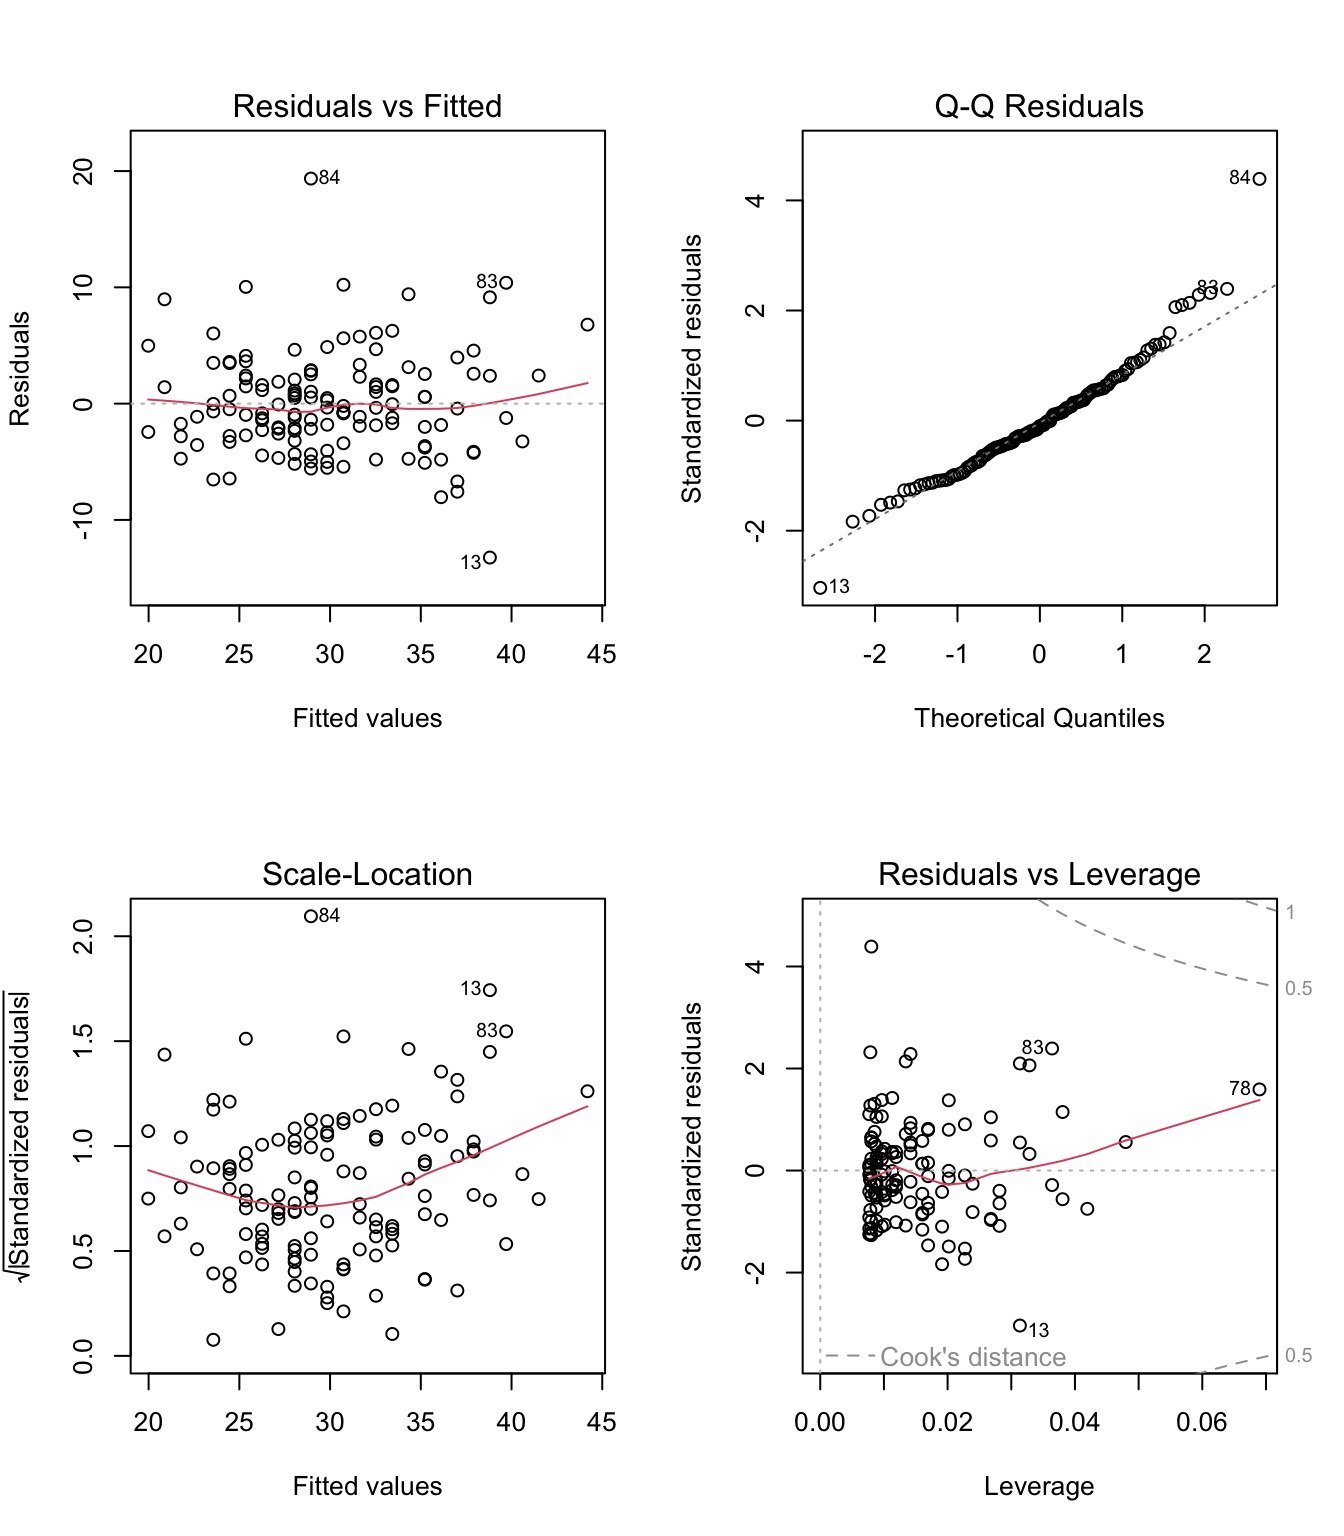 Residuals vs Fitted
Residuals
20
10
0
-10
84
83
13
20 25 30 35 40 45
Fitted values
Q-Q Residuals
Standardized residuals
4
2
0
-2
84
83
13
-2 -1 0 1 2
Theoretical Quantiles
Scale-Location
√|Standardized residuals|
2.0
1.5
1.0
0.5
0.0
84
13
83
20 25 30 35 40 45
Fitted values
Residuals vs Leverage
Standardized residuals
4
2
0
-2
1
0.5
83
78
13
Cook's distance
0.5
0.00 0.02 0.04 0.06
Leverage